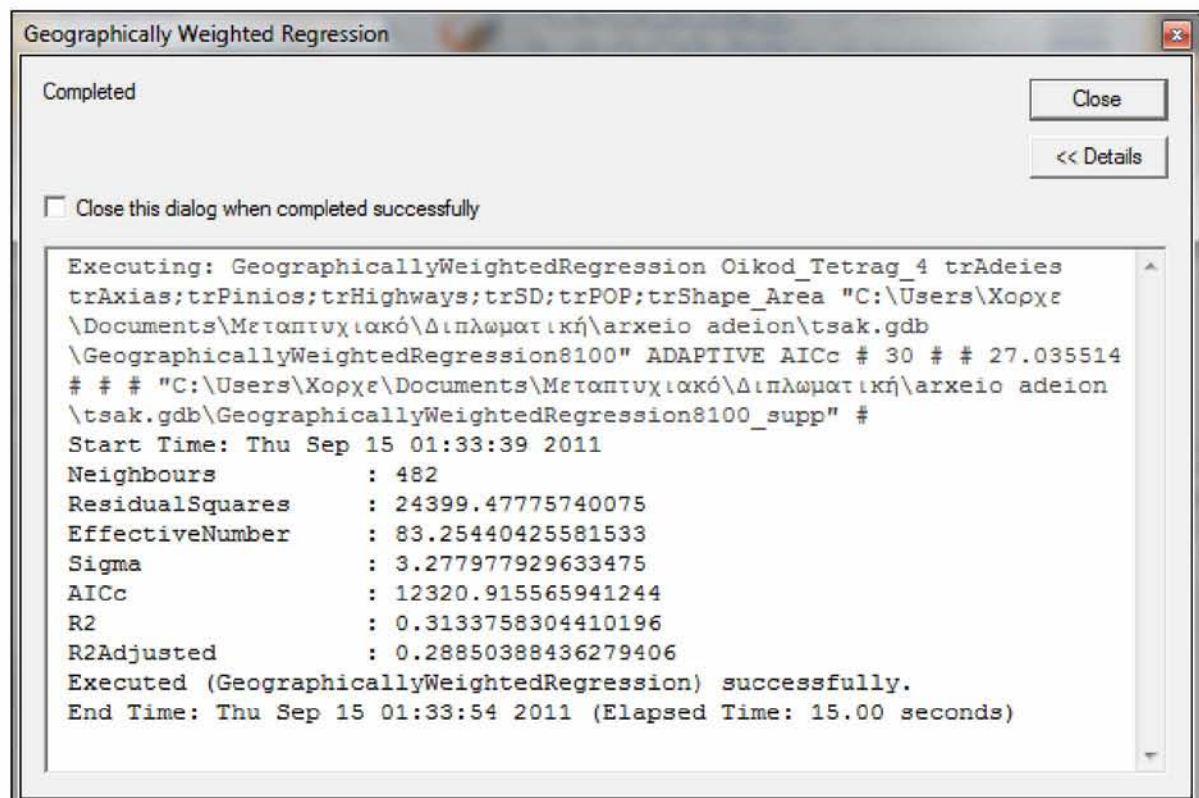 Geographically Weighted Regression
Completed
Close
<< Details
Close this dialog when completed successfully
Executing: GeographicallyWeightedRegression Oikod_Tetrag_4 trAdeies
trAxias;trPinios;trHighways;trSD;trPOP;trShape_Area "C:\Users\Χορχε
\Documents\Μεταπτυχιακό\Διπλωματική\arxeio adeion\tsak.gdb
\GeographicallyWeightedRegression8100" ADAPTIVE AICc # 30 # # 27.035514
# # # "C:\Users\Χορχε\Documents\Μεταπτυχιακό\Διπλωματική\arxeio adeion
\tsak.gdb\GeographicallyWeightedRegression8100_supp" #
Start Time: Thu Sep 15 01:33:39 2011
Neighbours : 482
ResidualSquares : 24399.47775740075
EffectiveNumber : 83.25440425581533
Sigma : 3.277977929633475
AICc : 12320.915565941244
R2 : 0.3133758304410196
R2Adjusted : 0.28850388436279406
Executed (GeographicallyWeightedRegression) successfully.
End Time: Thu Sep 15 01:33:54 2011 (Elapsed Time: 15.00 seconds)